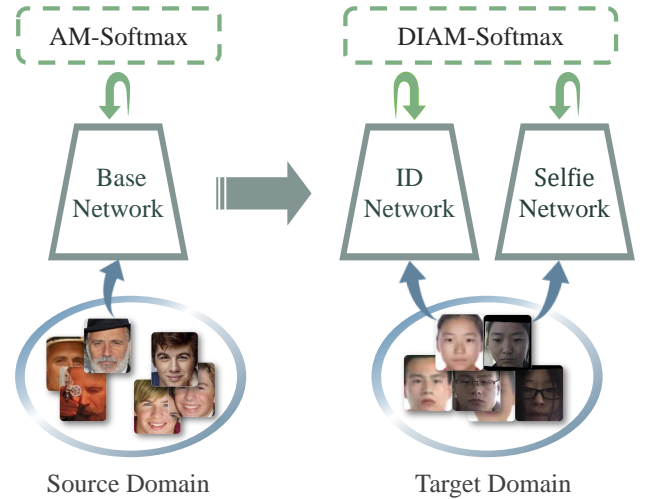 AM-Softmax
DIAM-Softmax
Base
Network
ID
Network
Selfie
Network
Source Domain
Target Domain